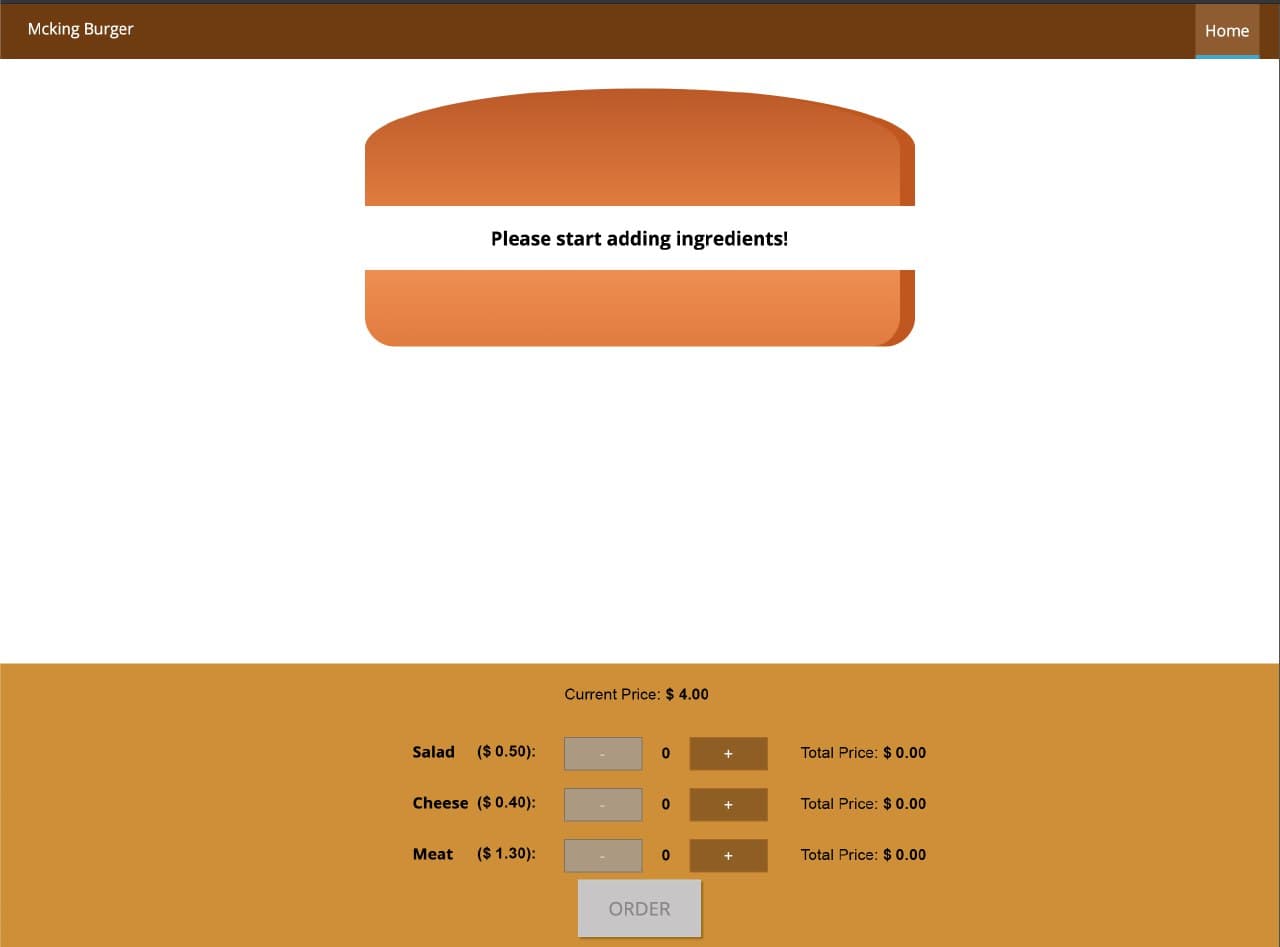 Mcking Burger
Home
Please start adding ingredients!
Current Price: $ 4.00
Salad ($ 0.50): - 0 + Total Price: $ 0.00
Cheese ($ 0.40): - 0 + Total Price: $ 0.00
Meat ($ 1.30): - 0 + Total Price: $ 0.00
ORDER